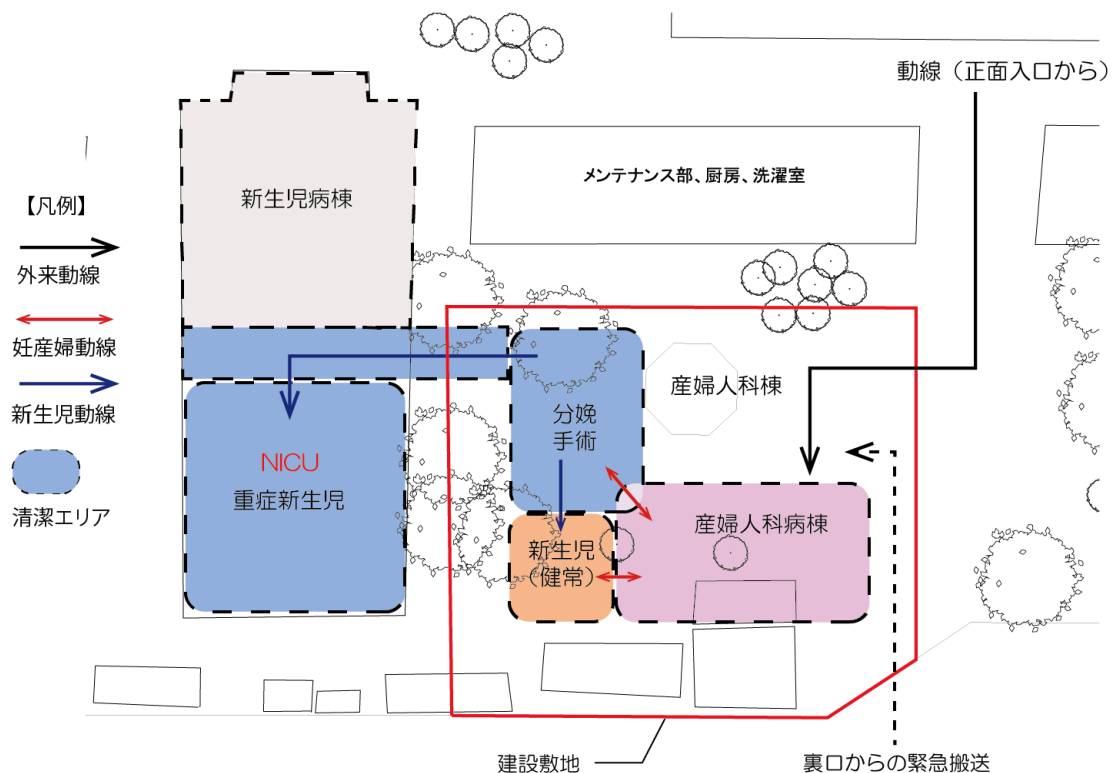 動線（正面入口から）
メンテナンス部、厨房、洗濯室
新生児病棟
【凡例】
外来動線
妊産婦動線
新生児動線
清潔エリア
産婦人科棟
分娩
手術
NICU
重症新生児
産婦人科病棟
新生児
（健常）
建設敷地
裏口からの緊急搬送